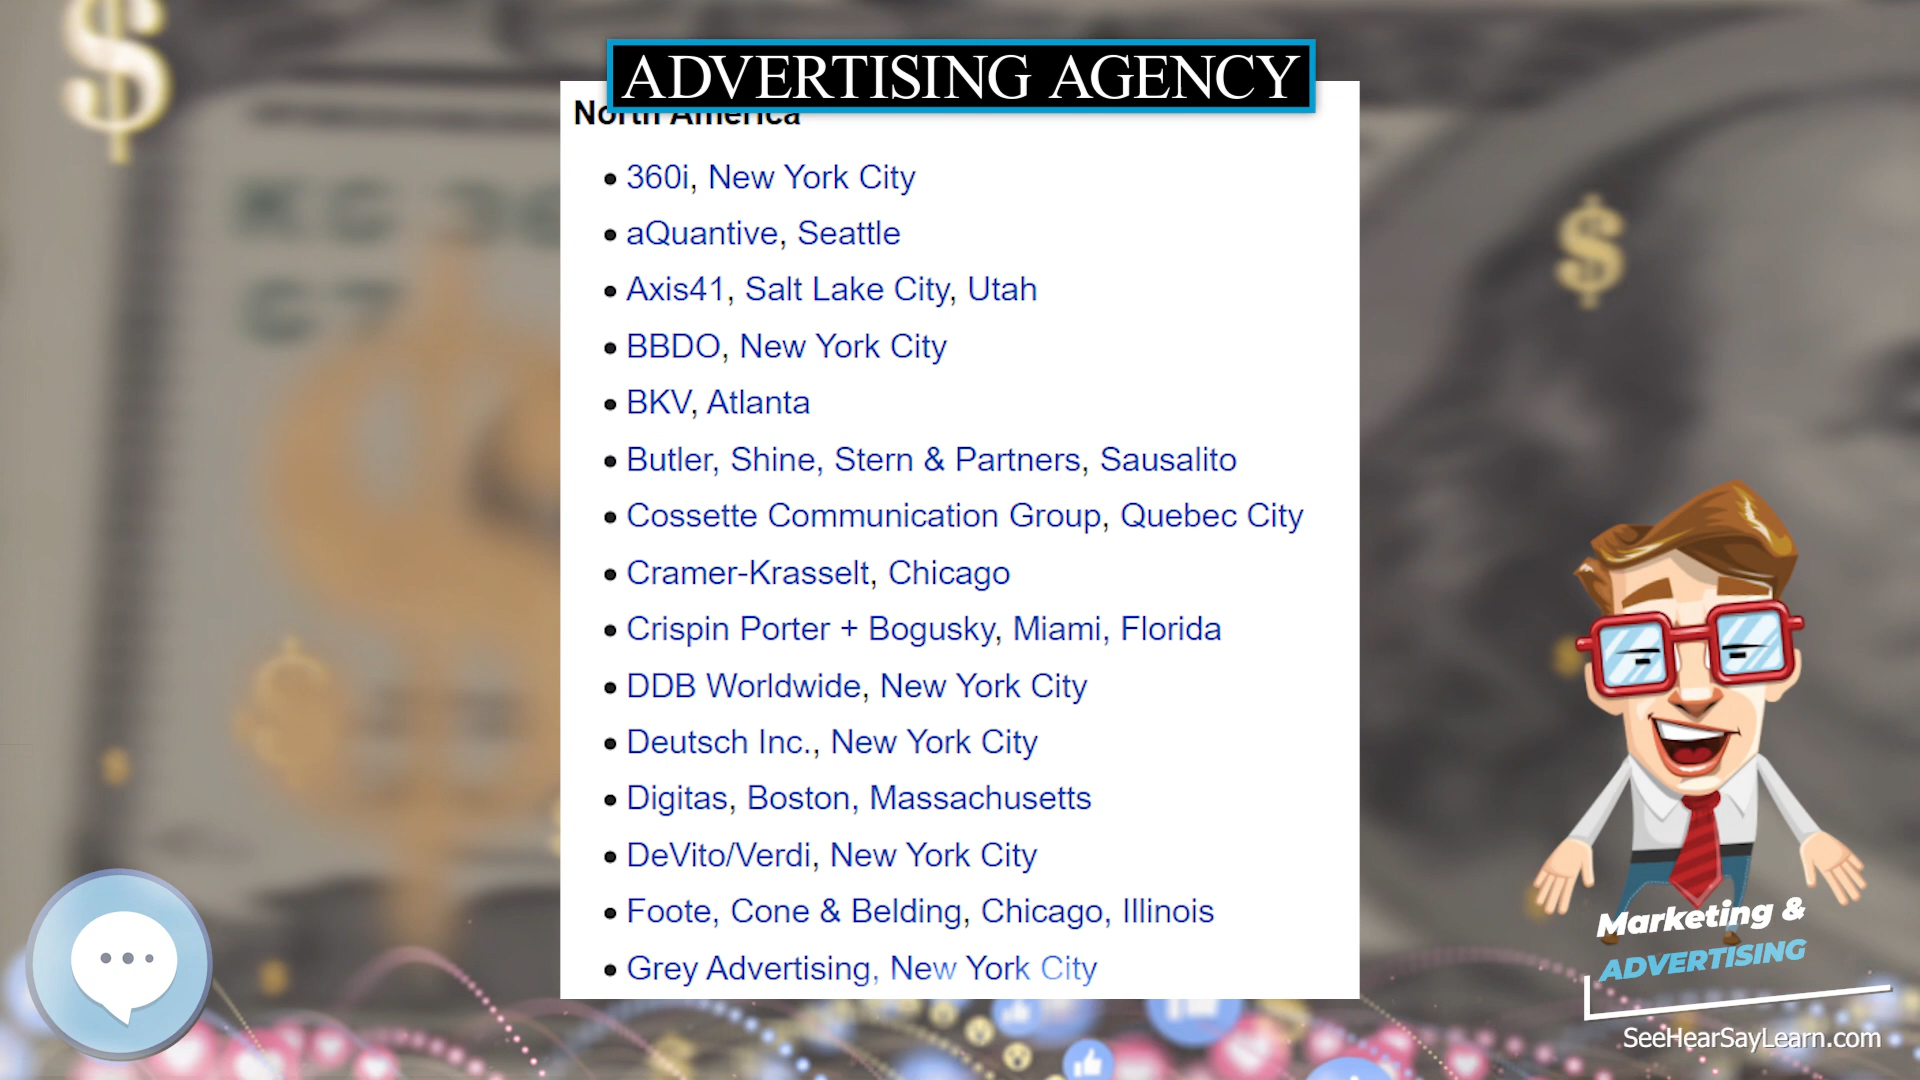 ADVERTISING AGENCY
North America
360i, New York City
aQuantive, Seattle
Axis41, Salt Lake City, Utah
BBDO, New York City
BKV, Atlanta
Butler, Shine, Stern & Partners, Sausalito
Cossette Communication Group, Quebec City
Cramer-Krasselt, Chicago
Crispin Porter + Bogusky, Miami, Florida
DDB Worldwide, New York City
Deutsch Inc., New York City
Digitas, Boston, Massachusetts
DeVito/Verdi, New York City
Foote, Cone & Belding, Chicago, Illinois
Grey Advertising, New York City
Marketing &
ADVERTISING
SeeHearSayLearn.com